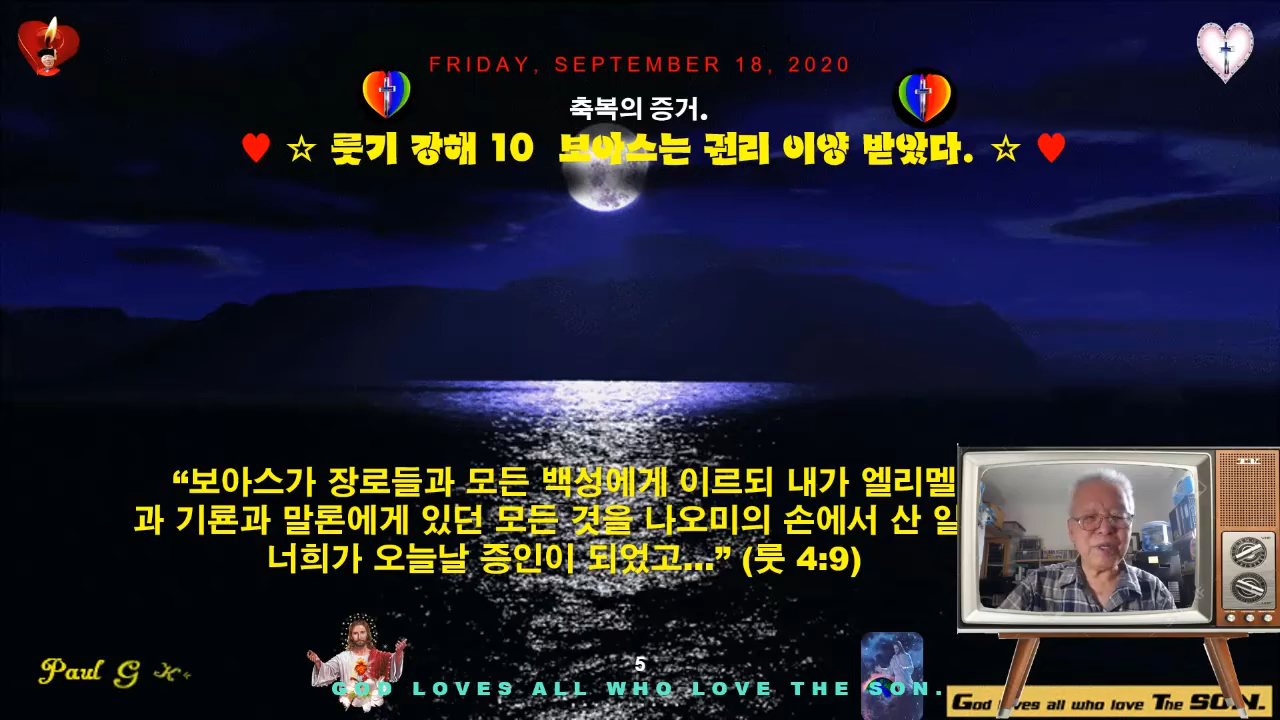 FRIDAY, SEPTEMBER 18, 2020
축복의 증거.
♥ ☆ 룻기 강해 10 보아스는 권리 이양 받았다. ☆ ♥
“보아스가 장로들과 모든 백성에게 이르되 내가 엘리멜
과 기룐과 말론에게 있던 모든 것을 나오미의 손에서 산 일
너희가 오늘날 증인이 되었고...” (룻 4:9)
Paul G
5
GOD LOVES ALL WHO LOVE THE SON.
God loves all who love The SON.